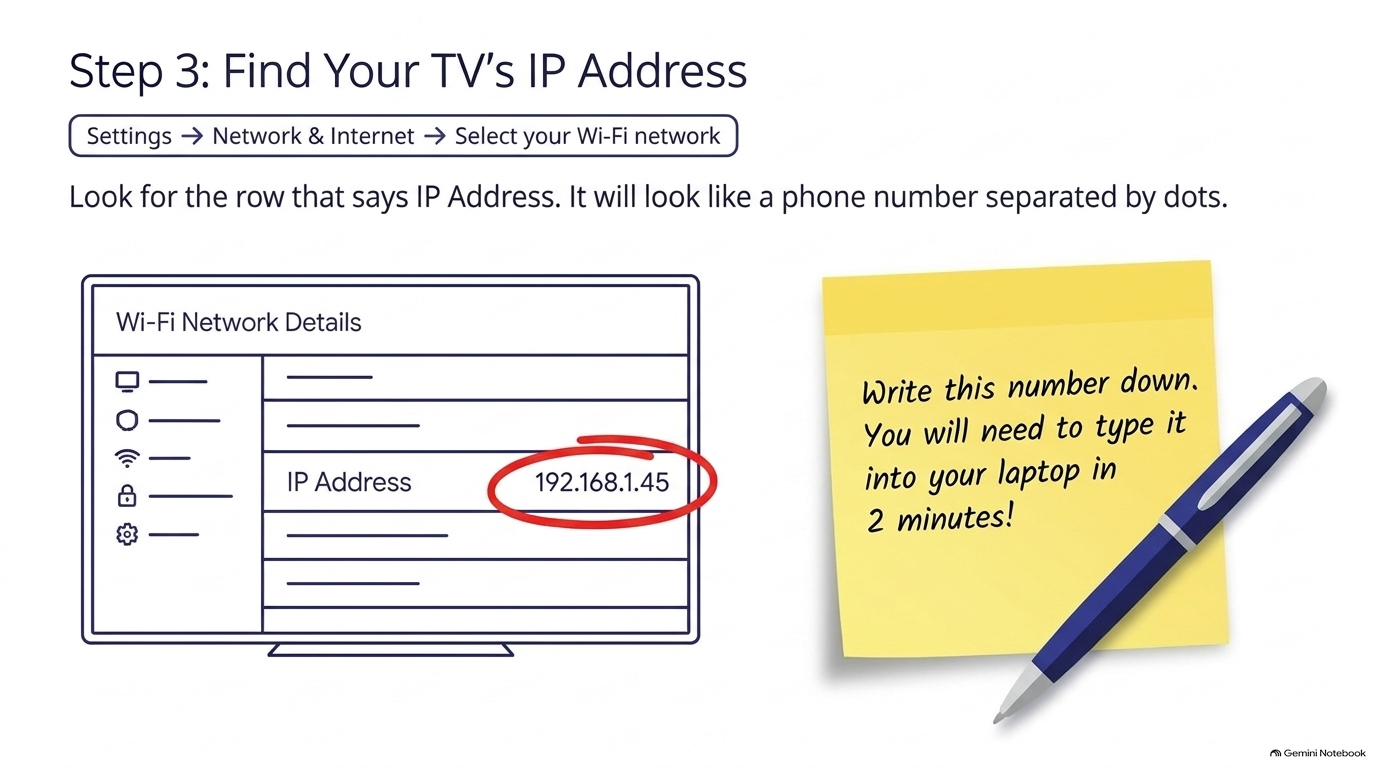 Step 3: Find Your TV’s IP Address
Settings → Network & Internet → Select your Wi-Fi network
Look for the row that says IP Address. It will look like a phone number separated by dots.
Wi-Fi Network Details
IP Address 192.168.1.45
Write this number down.
You will need to type it
into your laptop in
2 minutes!
Gemini Notebook